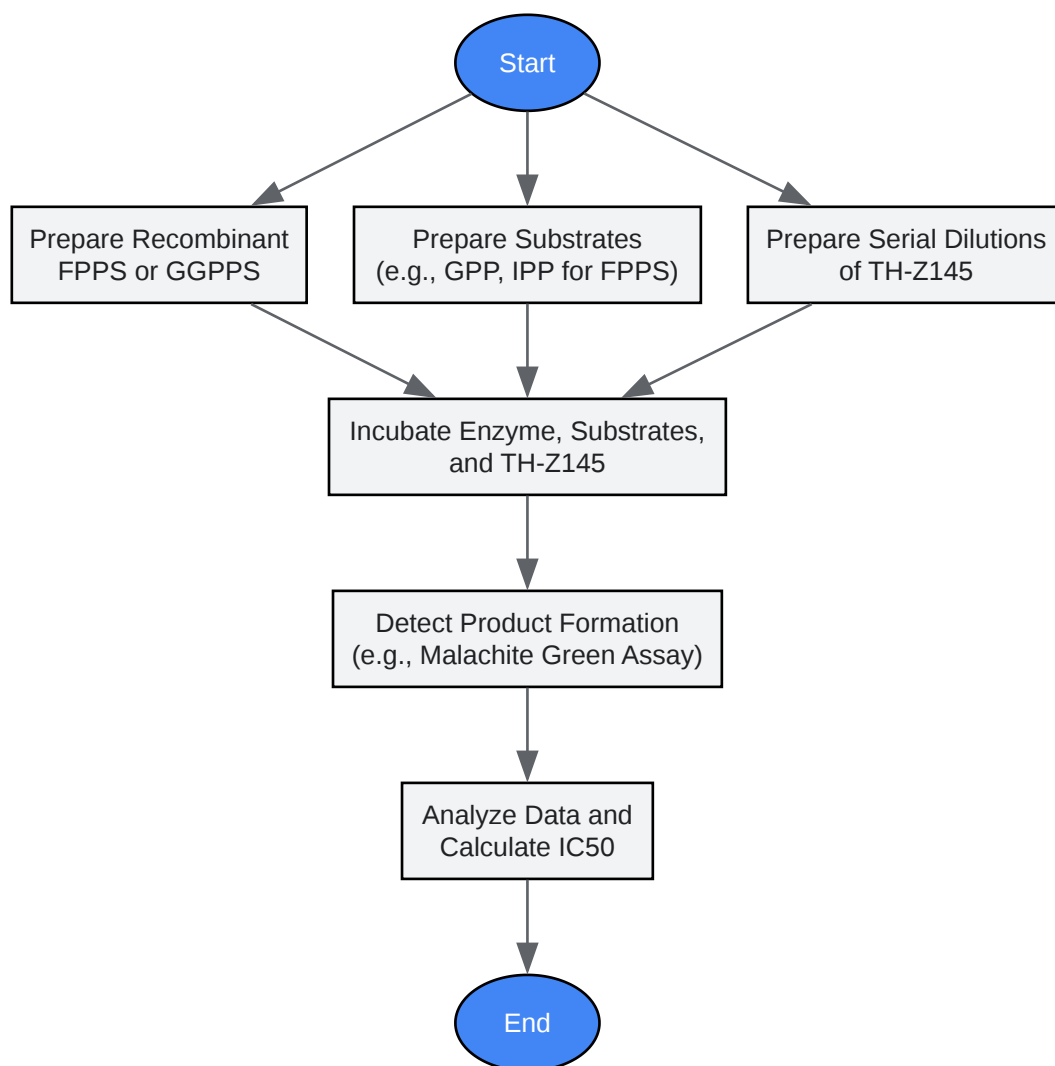 Start
Prepare Recombinant
FPPS or GGPPS
Prepare Substrates
(e.g., GPP, IPP for FPPS)
Prepare Serial Dilutions
of TH-Z145
Incubate Enzyme, Substrates,
and TH-Z145
Detect Product Formation
(e.g., Malachite Green Assay)
Analyze Data and
Calculate IC50
End